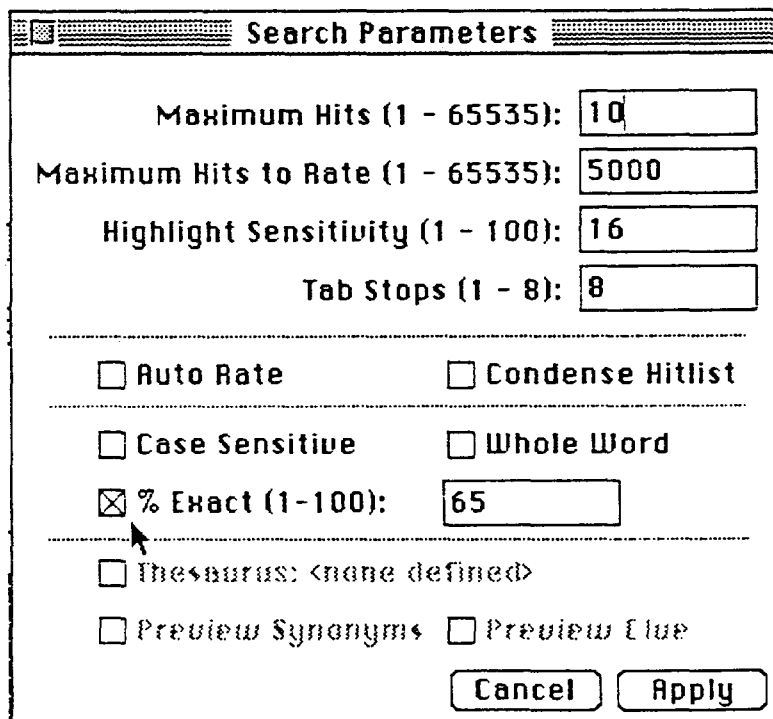 Search Parameters
Maximum Hits (1 - 65535): 10
Maximum Hits to Rate (1 - 65535): 5000
Highlight Sensitivity (1 - 100): 16
Tab Stops (1 - 8): 8
Auto Rate Condense Hitlist
Case Sensitive Whole Word
% Exact (1-100): 65
Thesaurus: <none defined>
Preview Synonyms Preview Clue
Cancel Apply